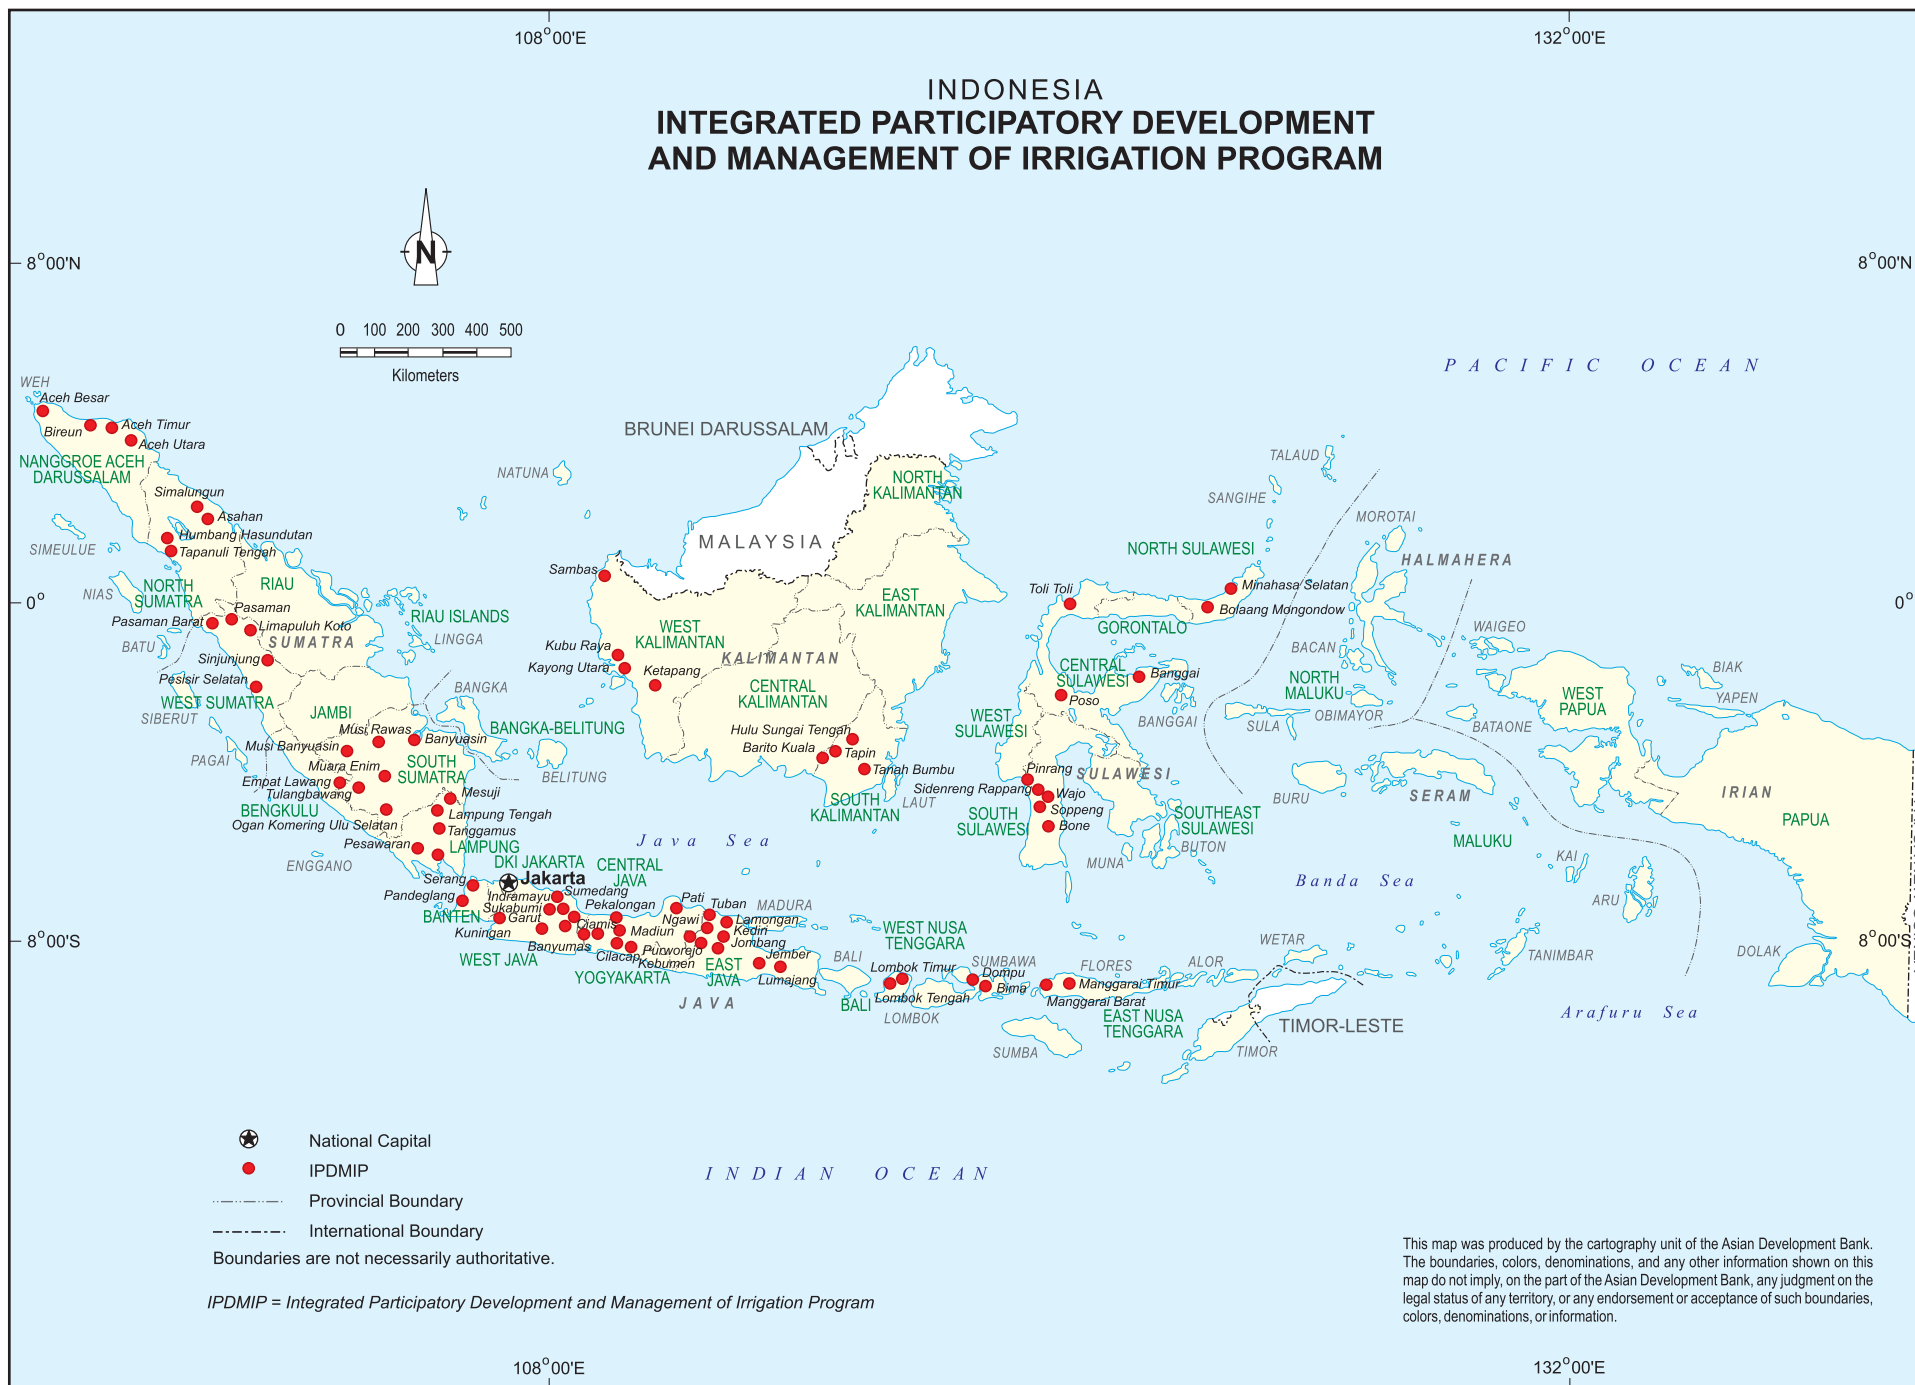 108°00'E
132°00'E
INDONESIA
INTEGRATED PARTICIPATORY DEVELOPMENT
AND MANAGEMENT OF IRRIGATION PROGRAM
N
8°00'N
8°00'N
0 100 200 300 400 500
Kilometers
PACIFIC OCEAN
WEH
Aceh Besar
Bireun
Aceh Timur
Aceh Utara
NANGGROE ACEH
DARUSSALAM
BRUNEI DARUSSALAM
NATUNA
NORTH
KALIMANTAN
TALAUD
SANGIHE
MOROTAI
Simalungun
Asahan
Humbang Hasundutan
Tapanuli Tengah
SIMEULUE
MALAYSIA
NORTH SULAWESI
HALMAHERA
Sambas
NIAS
NORTH
SUMATRA
RIAU
Toli Toli
Minahasa Selatan
Bolaang Mongondow
EAST
KALIMANTAN
0°
0°
Pasaman
Pasaman Barat
Limapuluh Koto
RIAU ISLANDS
SUMATRA
LINGGA
BATU
WEST
KALIMANTAN
GORONTALO
WAIGEO
BACAN
Kubu Raya
Kayong Utara
Ketapang
KALIMANTAN
Sinjunjung
Pesisir Selatan
CENTRAL
SULAWESI
Banggai
Poso
BIAK
YAPEN
NORTH
MALUKU
WEST
PAPUA
CENTRAL
KALIMANTAN
BANGKA
WEST SUMATRA
SIBERUT
JAMBI
OBIMAYOR
BANGGAI
SULA
BATAONE
WEST
SULAWESI
Musi Rawas
Banyuasin
BANGKA-BELITUNG
Hulu Sungai Tengah
Musi Banyuasin
Barito Kuala
Tapin
PAGAI
SOUTH
SUMATRA
Muara Enim
BELITUNG
Tanah Bumbu
Pinrang
SULAWESI
Empat Lawang
Tulangbawang
Mesuji
Sidenreng Rappang
Wajo
BURU
SERAM
IRIAN
LAUT
SOUTH
KALIMANTAN
BENGKULU
Lampung Tengah
Soppeng
SOUTH
SULAWESI
SOUTHEAST
SULAWESI
Ogan Komering Ulu Selatan
Tanggamus
Bone
PAPUA
Pesawaran
LAMPUNG
Java Sea
MALUKU
BUTON
MUNA
KAI
ENGGANO
DKI JAKARTA
CENTRAL
JAVA
Jakarta
Banda Sea
ARU
Serang
Pandeglang
Indramayu
Sumedang
Sukabumi
Pekalongan
Pati
Tuban
MADURA
BANTEN
Garut
Ciamis
Ngawi
Lamongan
Kuningan
Madiun
Kediri
WEST NUSA
TENGGARA
Banyumas
Purworejo
Jombang
WETAR
8°00'S
WEST JAVA
Cilacap
Kebumen
Jember
BALI
Lombok Timur
SUMBAWA
FLORES
ALOR
TANIMBAR
DOLAK
YOGYAKARTA
EAST
JAVA
Lumajang
Dompu
Bima
Manggarai Timur
JAVA
BALI
Lombok Tengah
LOMBOK
Manggarai Barat
EAST NUSA
TENGGARA
TIMOR-LESTE
Arafuru Sea
SUMBA
TIMOR
National Capital
IPDMIP
Provincial Boundary
International Boundary
Boundaries are not necessarily authoritative.
IPDMIP = Integrated Participatory Development and Management of Irrigation Program
INDIAN OCEAN
This map was produced by the cartography unit of the Asian Development Bank.
The boundaries, colors, denominations, and any other information shown on this
map do not imply, on the part of the Asian Development Bank, any judgment on the
legal status of any territory, or any endorsement or acceptance of such boundaries,
colors, denominations, or information.
8°00'S
108°00'E
132°00'E